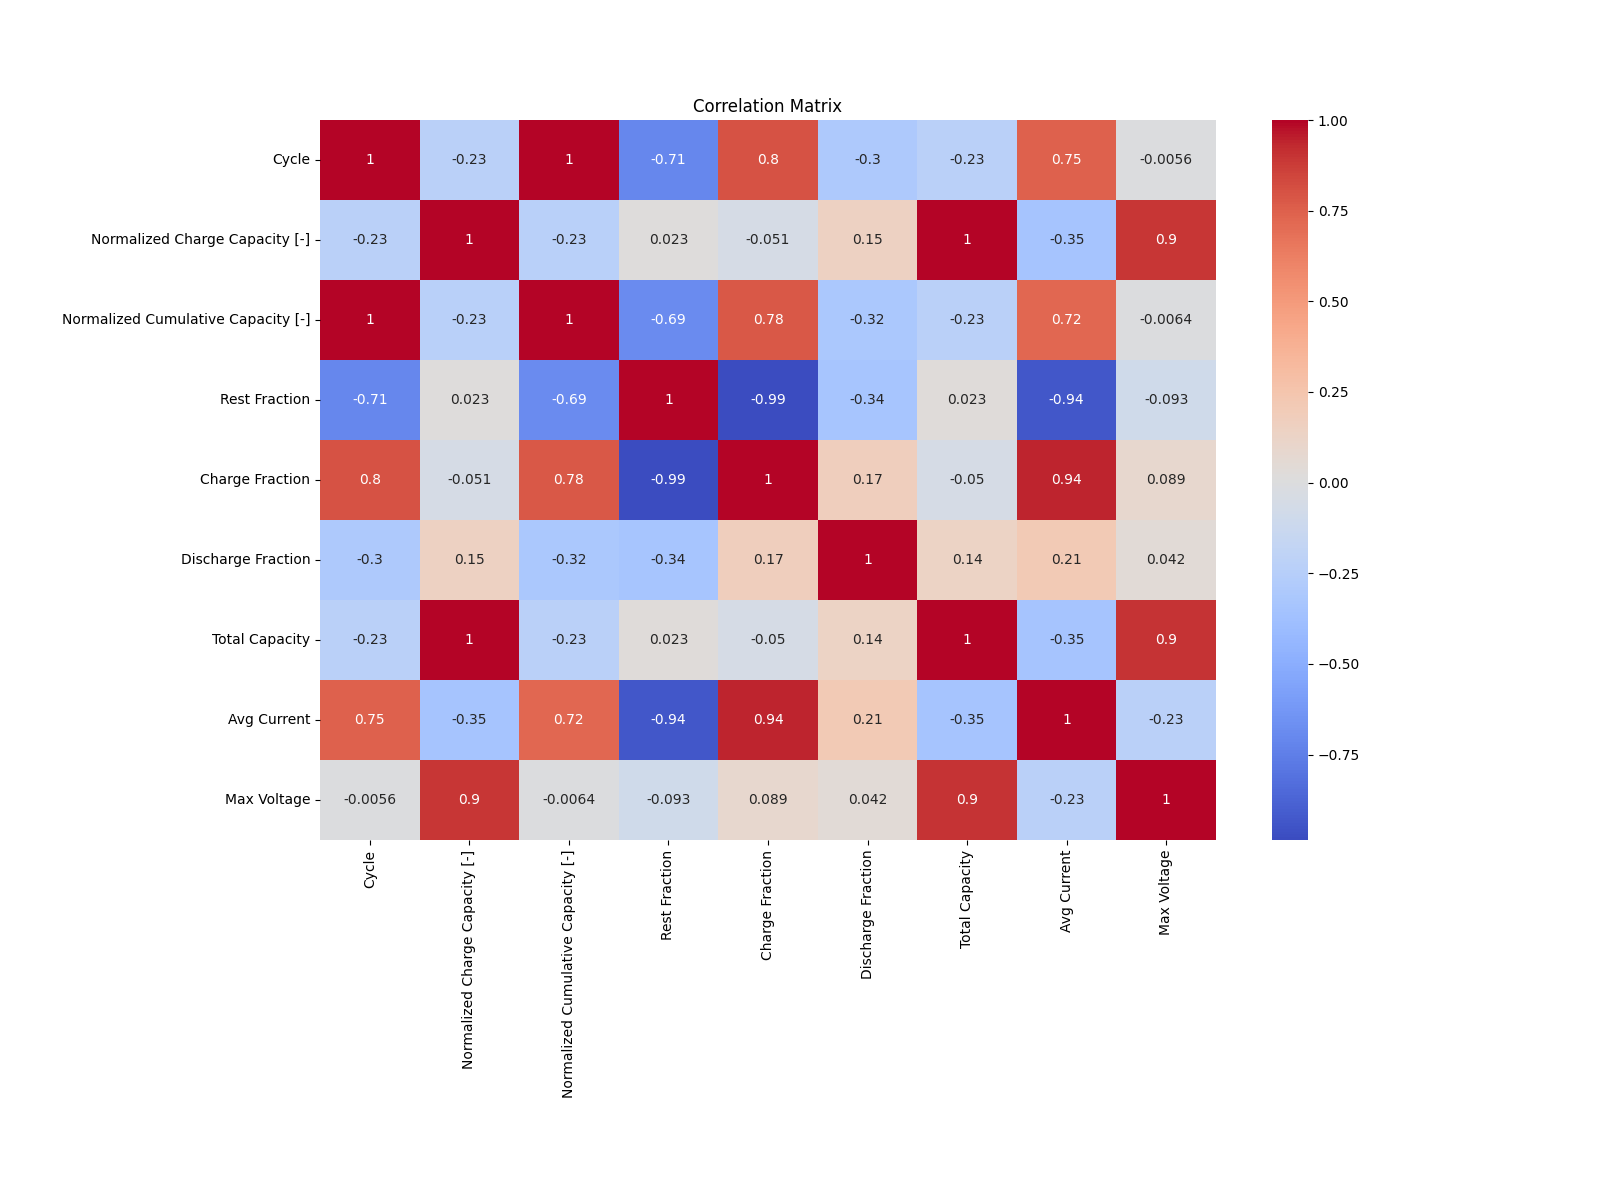 Correlation Matrix
Cycle 1 -0.23 1 -0.71 0.8 -0.3 -0.23 0.75 -0.0056
Normalized Charge Capacity [-] -0.23 1 -0.23 0.023 -0.051 0.15 1 -0.35 0.9
Normalized Cumulative Capacity [-] 1 -0.23 1 -0.69 0.78 -0.32 -0.23 0.72 -0.0064
Rest Fraction -0.71 0.023 -0.69 1 -0.99 -0.34 0.023 -0.94 -0.093
Charge Fraction 0.8 -0.051 0.78 -0.99 1 0.17 -0.05 0.94 0.089
Discharge Fraction -0.3 0.15 -0.32 -0.34 0.17 1 0.14 0.21 0.042
Total Capacity -0.23 1 -0.23 0.023 -0.05 0.14 1 -0.35 0.9
Avg Current 0.75 -0.35 0.72 -0.94 0.94 0.21 -0.35 1 -0.23
Max Voltage -0.0056 0.9 -0.0064 -0.093 0.089 0.042 0.9 -0.23 1
Cycle
Normalized Charge Capacity [-]
Normalized Cumulative Capacity [-]
Rest Fraction
Charge Fraction
Discharge Fraction
Total Capacity
Avg Current
Max Voltage
1.00
0.75
0.50
0.25
0.00
−0.25
−0.50
−0.75